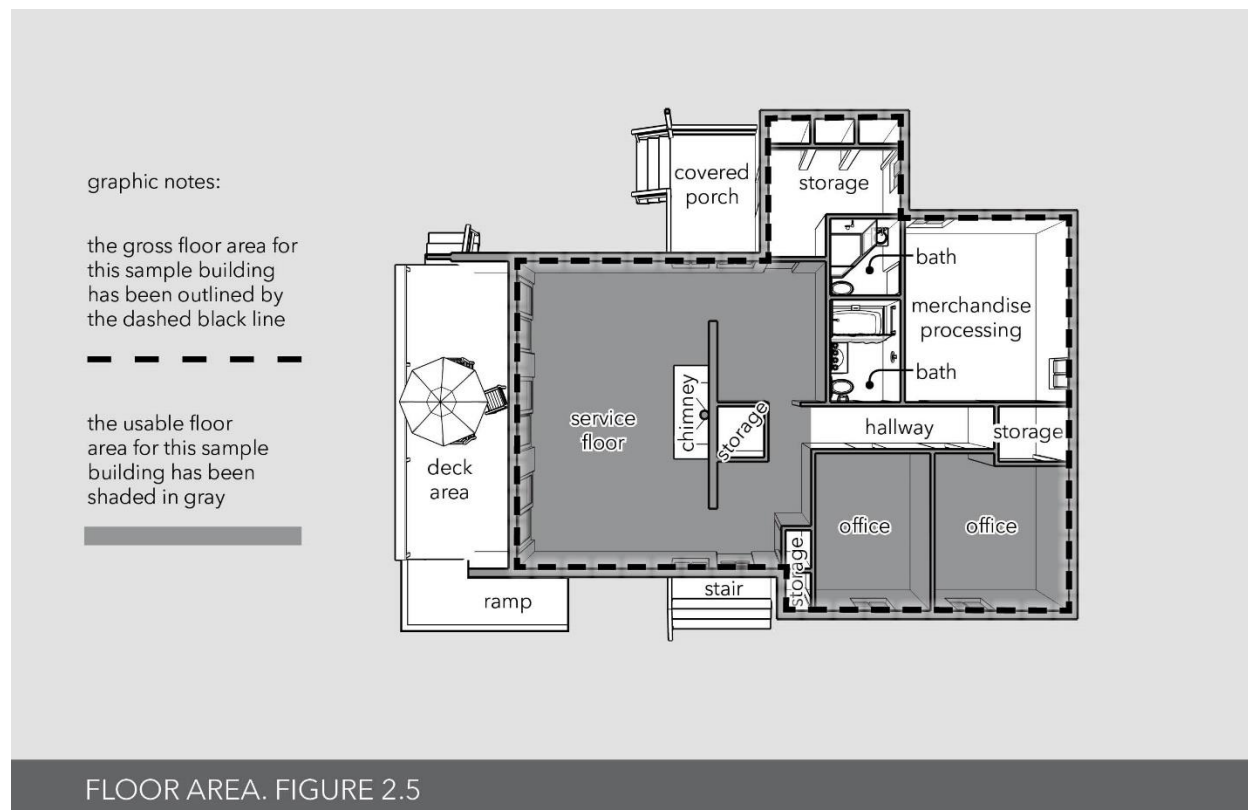 graphic notes:
the gross floor area for
this sample building
has been outlined by
the dashed black line
the usable floor
area for this sample
building has been
shaded in gray
covered
porch
storage
bath
merchandise
processing
bath
service
floor
chimney
storage
hallway
storage
deck
area
office
office
storage
stair
ramp
FLOOR AREA. FIGURE 2.5